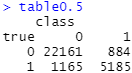 > table0.5
class
true 0 1
0 22161 884
1 1165 5185